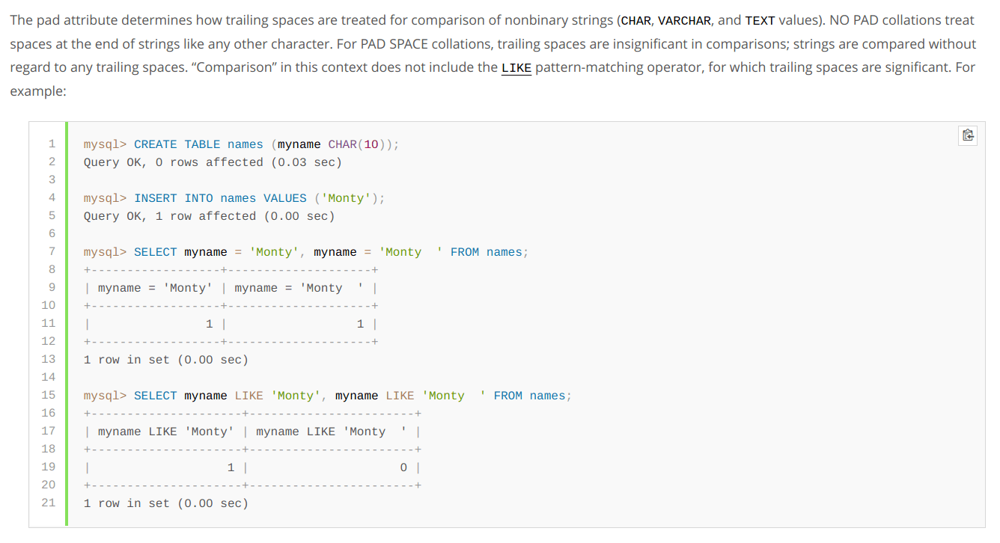 The pad attribute determines how trailing spaces are treated for comparison of nonbinary strings (CHAR, VARCHAR, and TEXT values). NO PAD collations treat
spaces at the end of strings like any other character. For PAD SPACE collations, trailing spaces are insignificant in comparisons; strings are compared without
regard to any trailing spaces. “Comparison” in this context does not include the LIKE pattern-matching operator, for which trailing spaces are significant. For
example:
1 mysql> CREATE TABLE names (myname CHAR(10));
2 Query OK, 0 rows affected (0.03 sec)
3
4 mysql> INSERT INTO names VALUES ('Monty');
5 Query OK, 1 row affected (0.00 sec)
6
7 mysql> SELECT myname = 'Monty', myname = 'Monty  ' FROM names;
8 +------------------+--------------------+
9 | myname = 'Monty' | myname = 'Monty  ' |
10 +------------------+--------------------+
11 |                1 |                  1 |
12 +------------------+--------------------+
13 1 row in set (0.00 sec)
14
15 mysql> SELECT myname LIKE 'Monty', myname LIKE 'Monty  ' FROM names;
16 +---------------------+-----------------------+
17 | myname LIKE 'Monty' | myname LIKE 'Monty  ' |
18 +---------------------+-----------------------+
19 |                   1 |                     0 |
20 +---------------------+-----------------------+
21 1 row in set (0.00 sec)